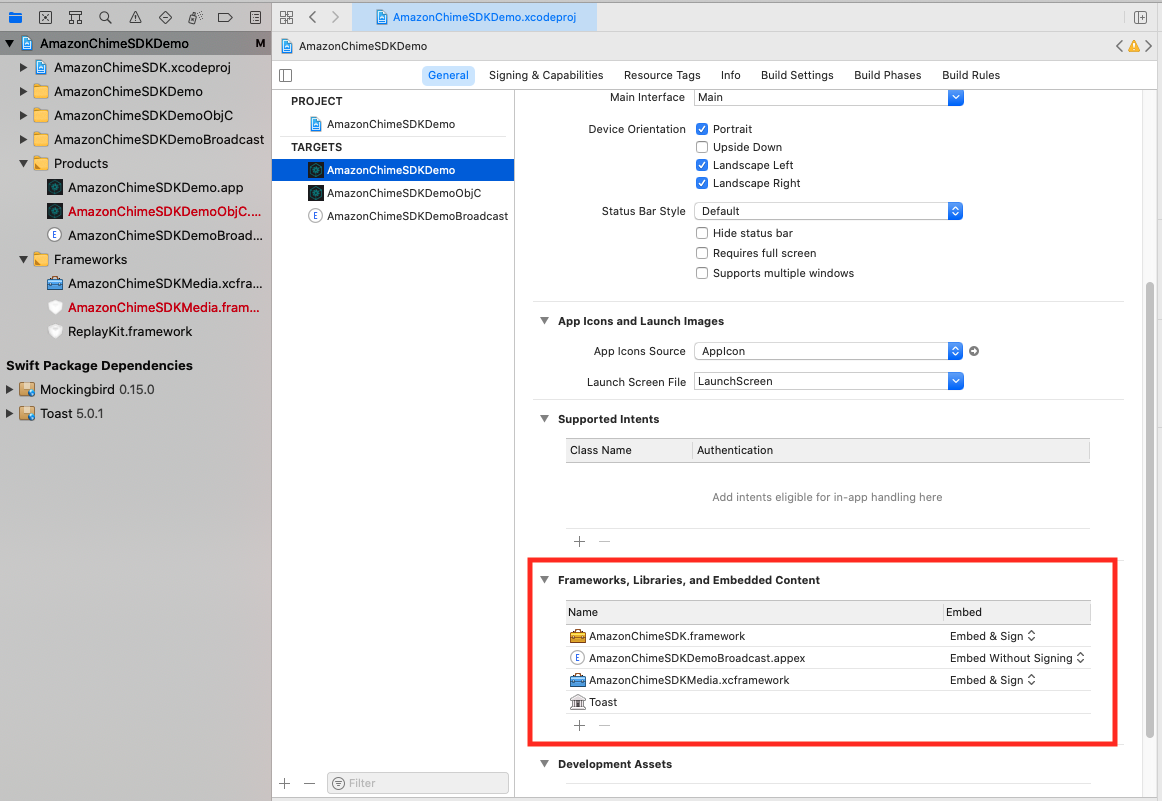 AmazonChimeSDKDemo.xcodeproj
AmazonChimeSDKDemo M
AmazonChimeSDK.xcodeproj
AmazonChimeSDKDemo
AmazonChimeSDKDemoObjC
AmazonChimeSDKDemoBroadcast
Products
AmazonChimeSDKDemo.app
AmazonChimeSDKDemoObjC....
AmazonChimeSDKDemoBroad...
Frameworks
AmazonChimeSDKMedia.xcfra...
AmazonChimeSDKMedia.fram...
ReplayKit.framework
Swift Package Dependencies
Mockingbird 0.15.0
Toast 5.0.1
AmazonChimeSDKDemo
General Signing & Capabilities Resource Tags Info Build Settings Build Phases Build Rules
PROJECT
AmazonChimeSDKDemo
TARGETS
AmazonChimeSDKDemo
AmazonChimeSDKDemoObjC
E AmazonChimeSDKDemoBroadcast
Filter
Main Interface Main
Device Orientation Portrait
Upside Down
Landscape Left
Landscape Right
Status Bar Style Default
Hide status bar
Requires full screen
Supports multiple windows
App Icons and Launch Images
App Icons Source AppIcon
Launch Screen File LaunchScreen
Supported Intents
Class Name Authentication
Add intents eligible for in-app handling here
Frameworks, Libraries, and Embedded Content
Name Embed
AmazonChimeSDK.framework Embed & Sign
E AmazonChimeSDKDemoBroadcast.appex Embed Without Signing
AmazonChimeSDKMedia.xcframework Embed & Sign
Toast
Development Assets